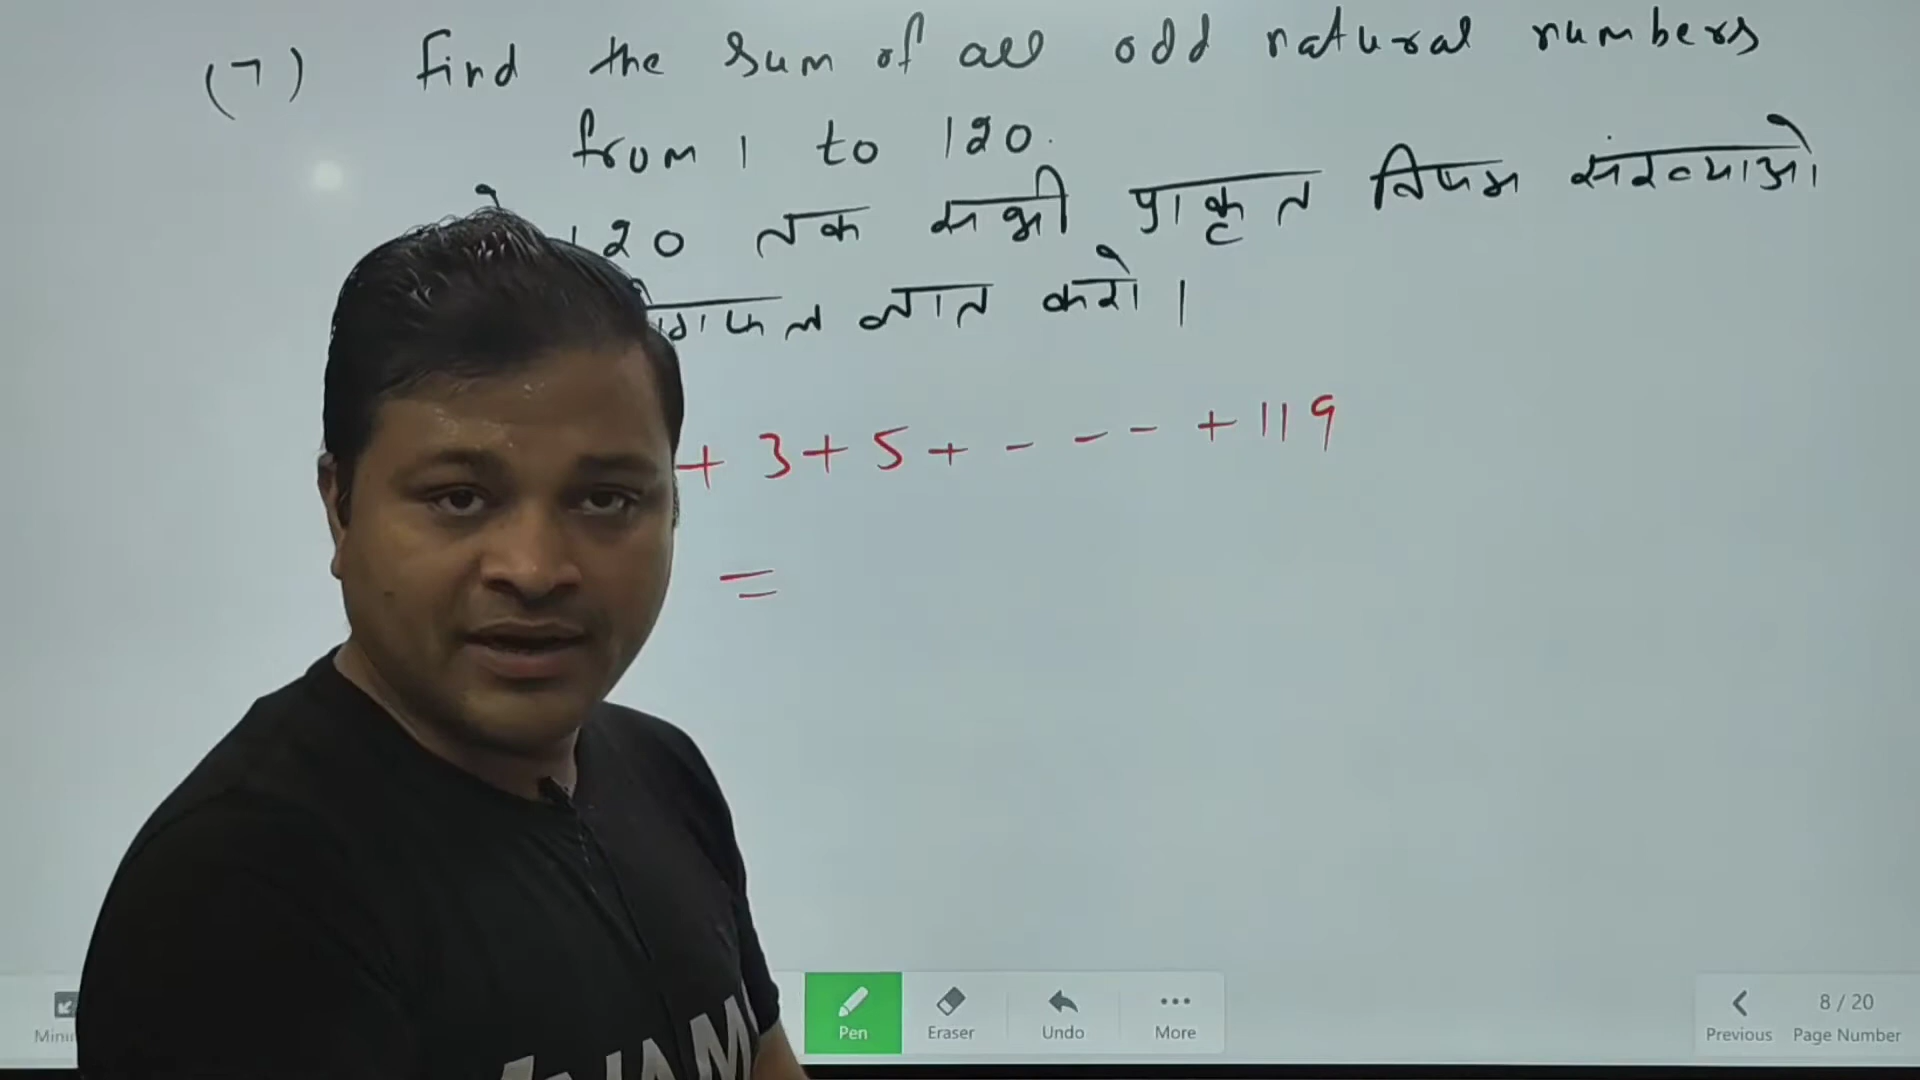 (7) Find the sum of all odd natural numbers
from 1 to 120.
120 तक सभी प्राकृत विषम संख्याओं
ज्ञात करो।
+ 3 + 5 + - - - + 119
=
Pen
Eraser
Undo
More
Previous
8 / 20
Page Number